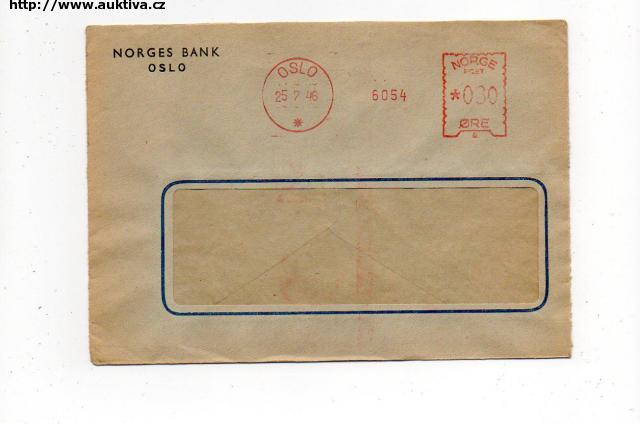 http://www.auktiva.cz
NORGES BANK
OSLO
OSLO
25 7 46
6054
NORGE
POST
*030
ØRE